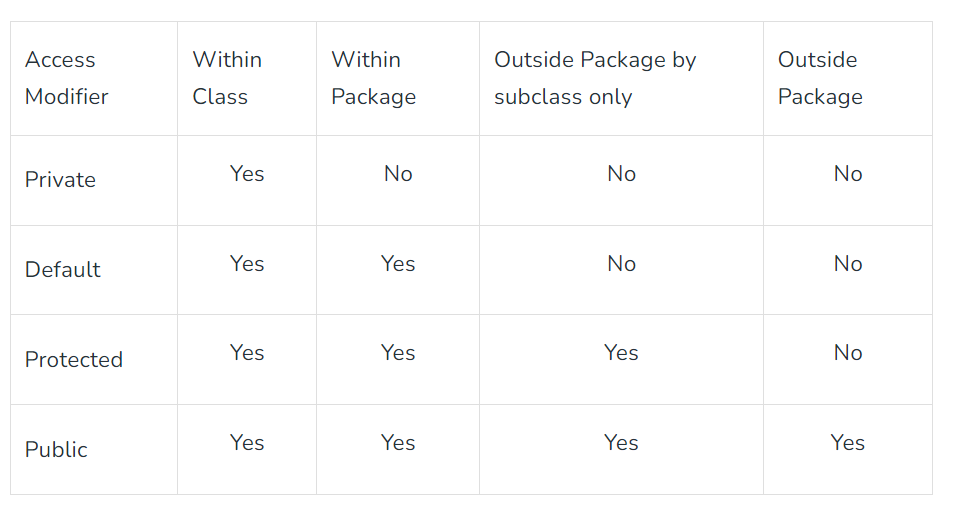 Access Modifier Within Class Within Package Outside Package by subclass only Outside Package
Private Yes No No No
Default Yes Yes No No
Protected Yes Yes Yes No
Public Yes Yes Yes Yes